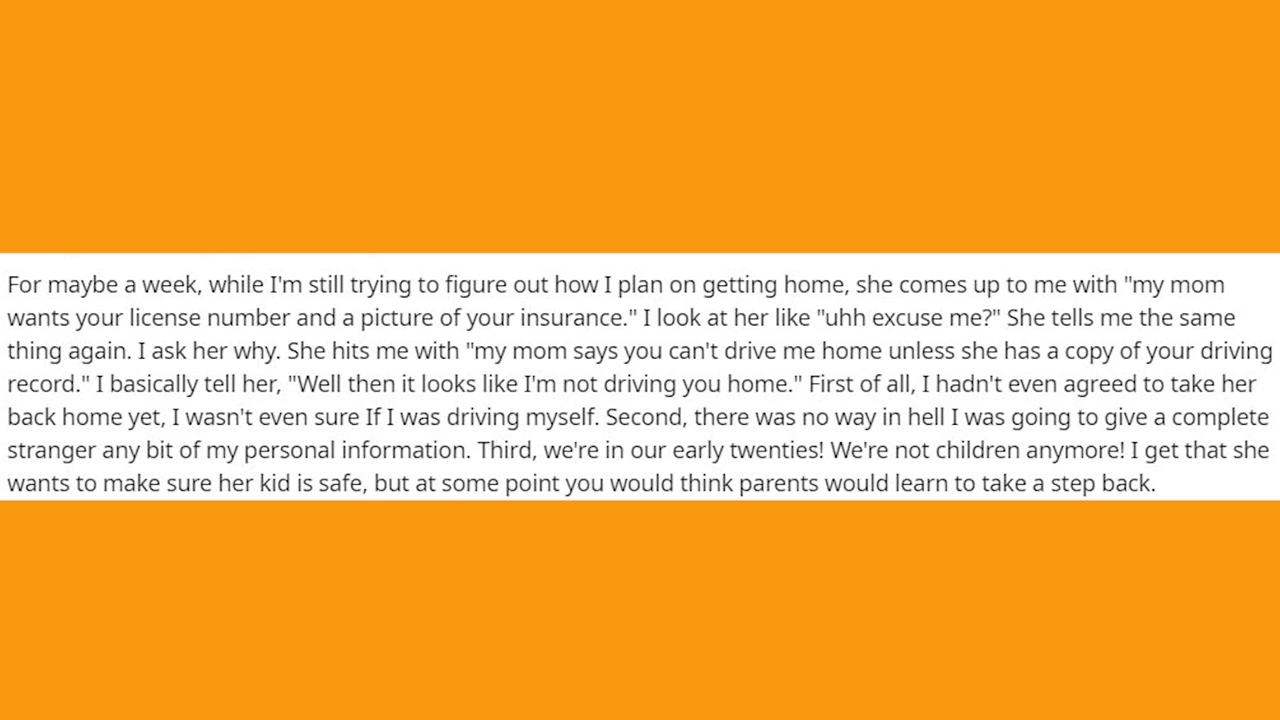 For maybe a week, while I'm still trying to figure out how I plan on getting home, she comes up to me with "my mom
wants your license number and a picture of your insurance." I look at her like "uhh excuse me?" She tells me the same
thing again. I ask her why. She hits me with "my mom says you can't drive me home unless she has a copy of your driving
record." I basically tell her, "Well then it looks like I'm not driving you home." First of all, I hadn't even agreed to take her
back home yet, I wasn't even sure If I was driving myself. Second, there was no way in hell I was going to give a complete
stranger any bit of my personal information. Third, we're in our early twenties! We're not children anymore! I get that she
wants to make sure her kid is safe, but at some point you would think parents would learn to take a step back.